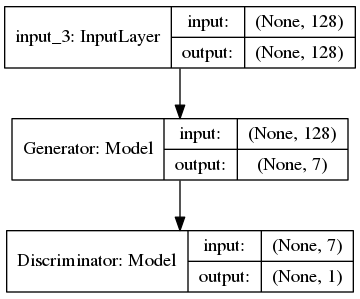 input_3: InputLayer
input: (None, 128)
output: (None, 128)
Generator: Model
input: (None, 128)
output: (None, 7)
Discriminator: Model
input: (None, 7)
output: (None, 1)